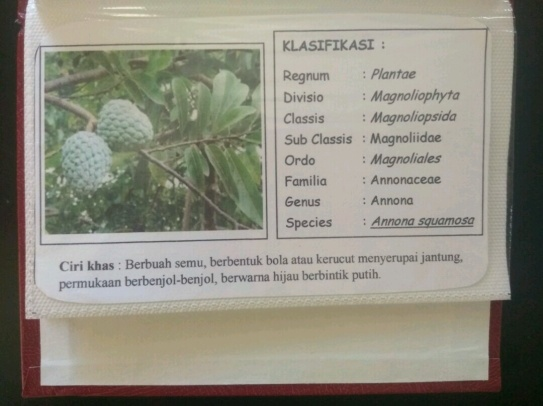 KLASIFIKASI :
Regnum : Plantae
Divisio : Magnoliophyta
Classis : Magnoliopsida
Sub Classis : Magnoliidae
Ordo : Magnoliales
Familia : Annonaceae
Genus : Annona
Species : Annona squamosa
Ciri khas : Berbuah semu, berbentuk bola atau kerucut menyerupai jantung,
permukaan berbenjol-benjol, berwarna hijau berbintik putih.